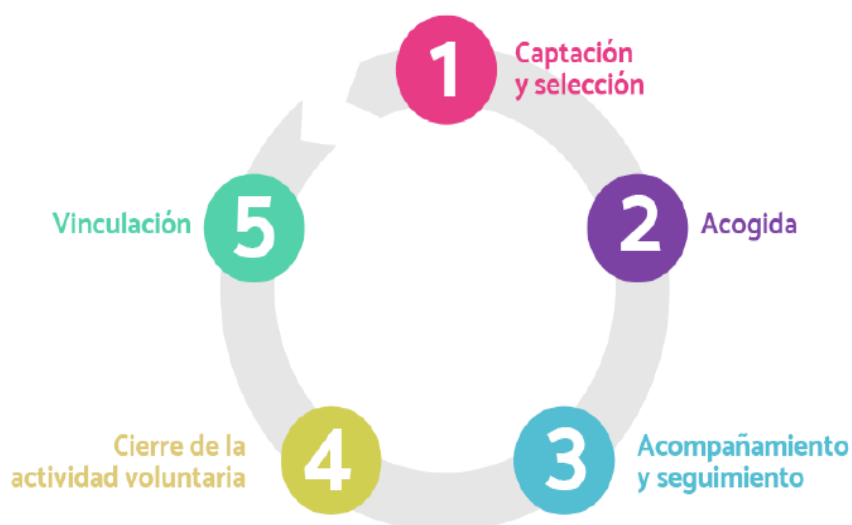 1
Captación
y selección
2
Acogida
3
Acompañamiento
y seguimiento
4
Cierre de la
actividad voluntaria
5
Vinculación